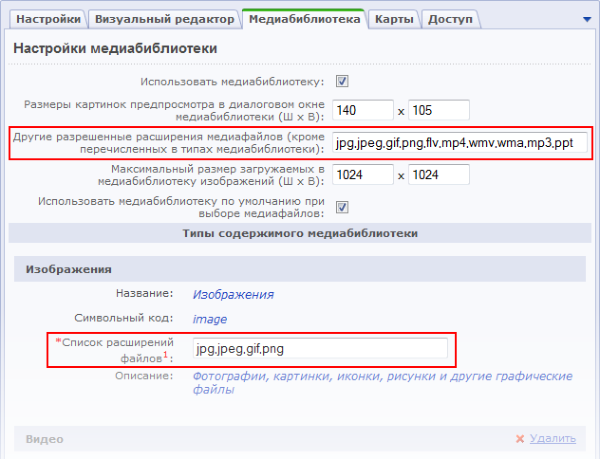 Настройки Визуальный редактор Медиабиблиотека Карты Доступ
Настройки медиабиблиотеки
Использовать медиабиблиотеку:
Размеры картинок предпросмотра в диалоговом окне
медиабиблиотеки (Ш х В): 140 x 105
Другие разрешенные расширения медиафайлов (кроме
перечисленных в типах медиабиблиотеки): jpg,jpeg,gif,png,flv,mp4,wmv,wma,mp3,ppt
Максимальный размер загружаемых в
медиабиблиотеку изображений (Ш х В): 1024 x 1024
Использовать медиабиблиотеку по умолчанию при
выборе медиафайлов:
Типы содержимого медиабиблиотеки
Изображения
Название: Изображения
Символьный код: image
*Список расширений
файлов1: jpg,jpeg,gif,png
Описание: Фотографии, картинки, иконки, рисунки и другие графические
файлы
Видео Удалить